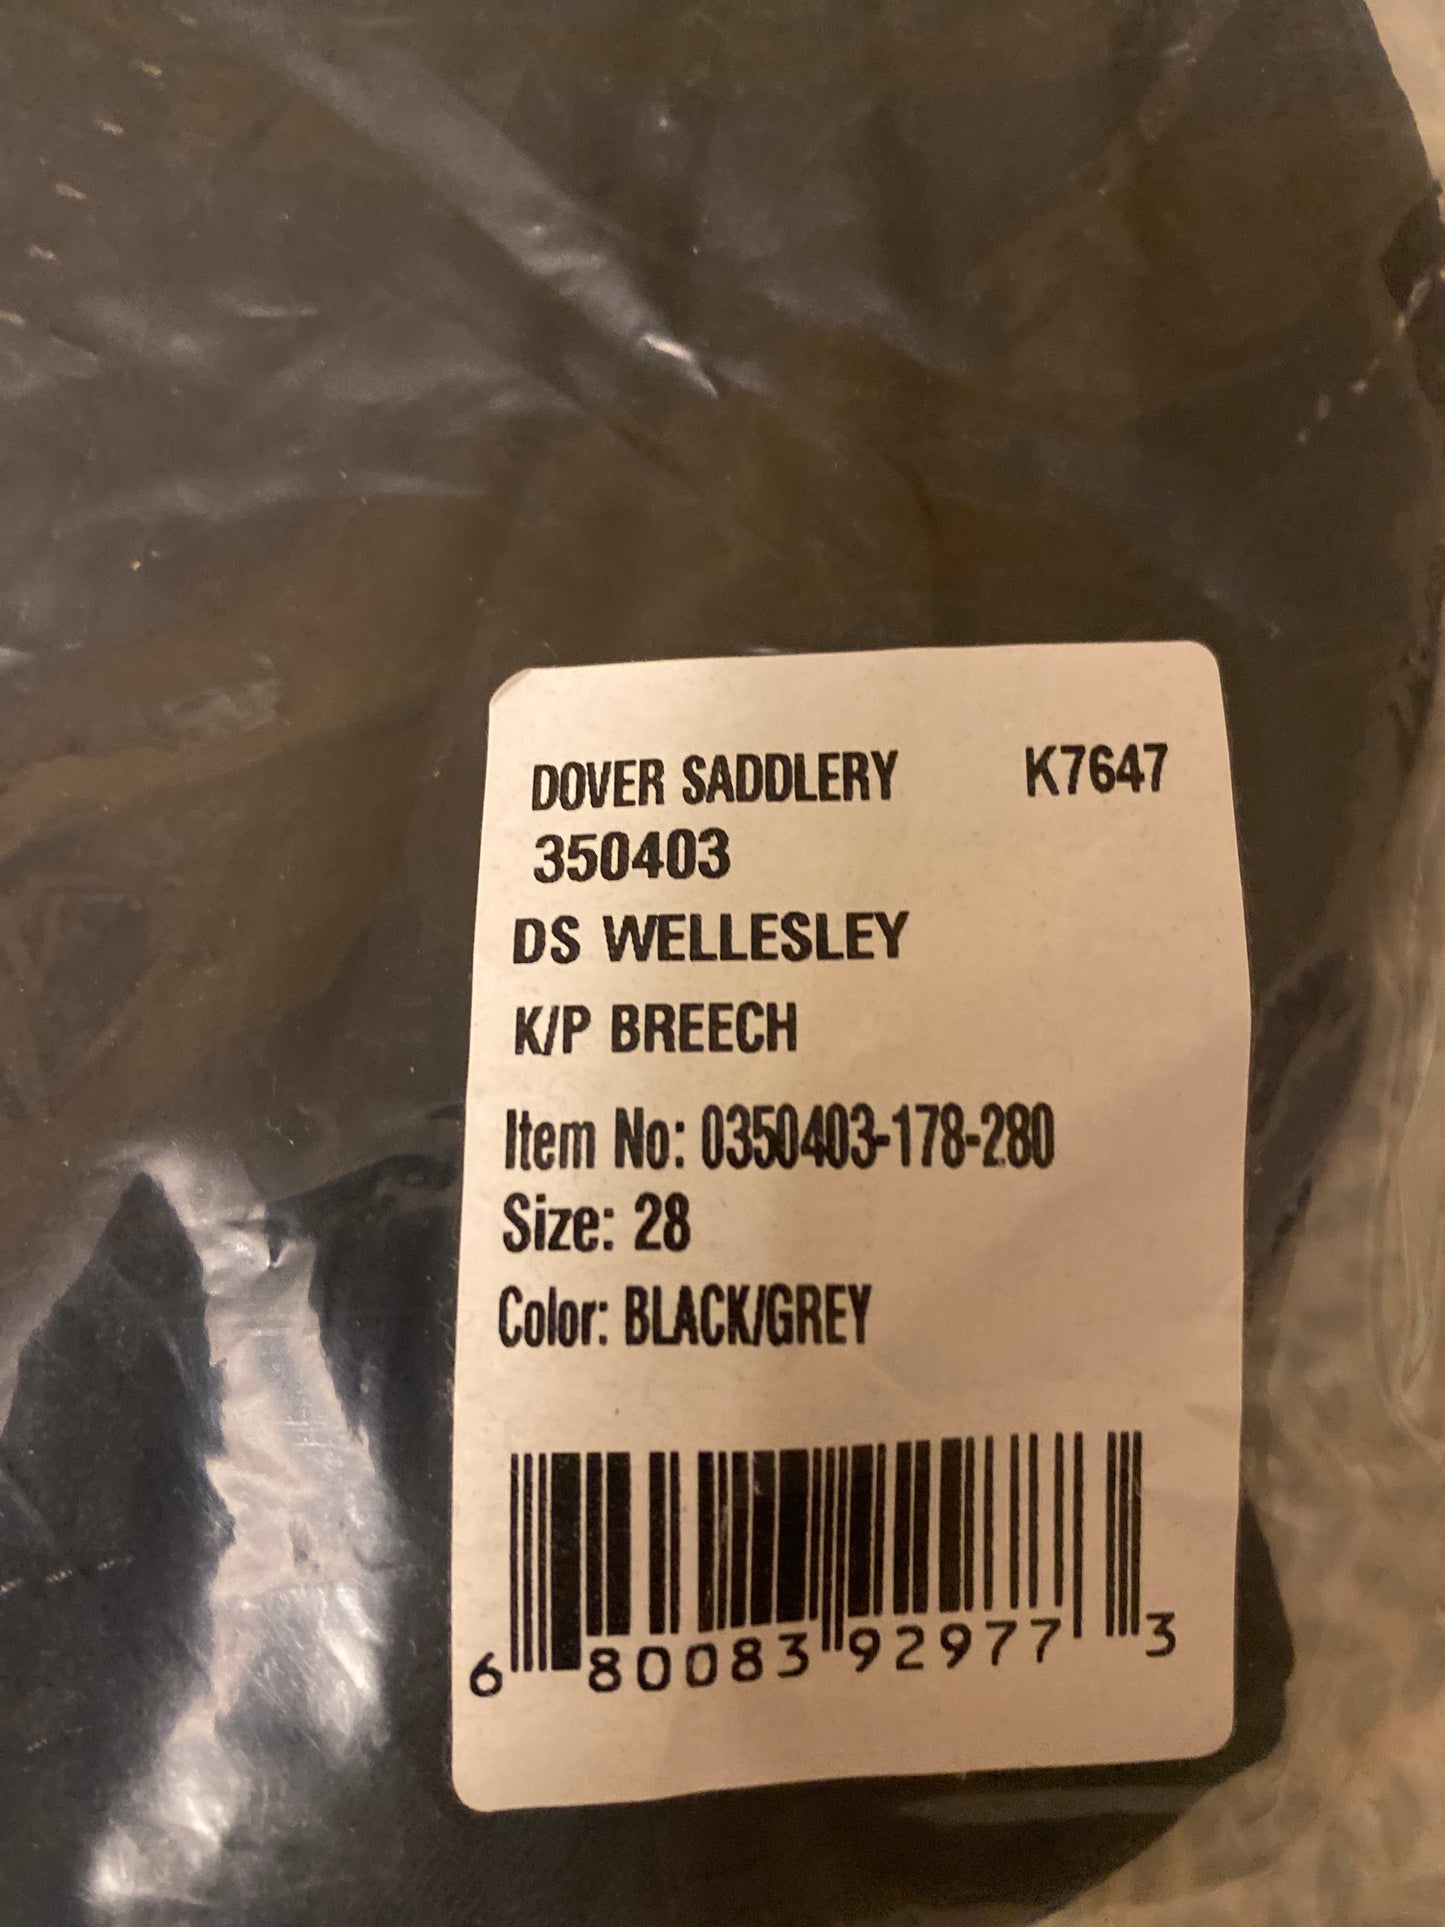 DOVER SADDLERY K7647
350403
DS WELLESLEY
K/P BREECH
Item No: 0350403-178-280
Size: 28
Color: BLACK/GREY
6 80083 92977 3